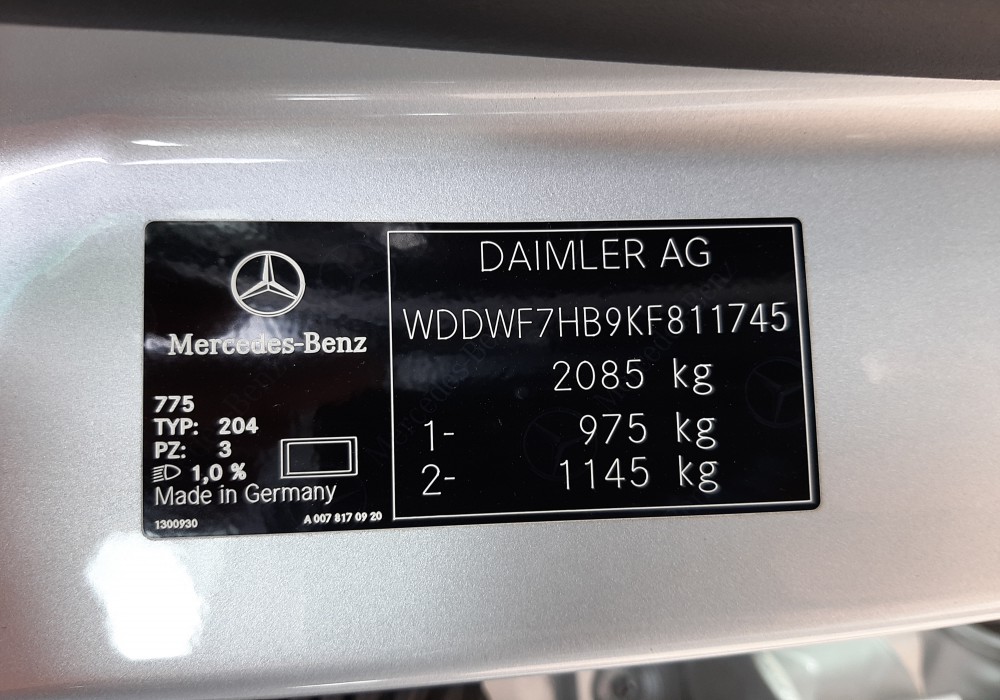 Mercedes-Benz
775
TYP: 204
PZ: 3
1,0 %
Made in Germany
1300930 A 007 817 09 20
DAIMLER AG
WDDWF7HB9KF811745
2085 kg
1- 975 kg
2- 1145 kg